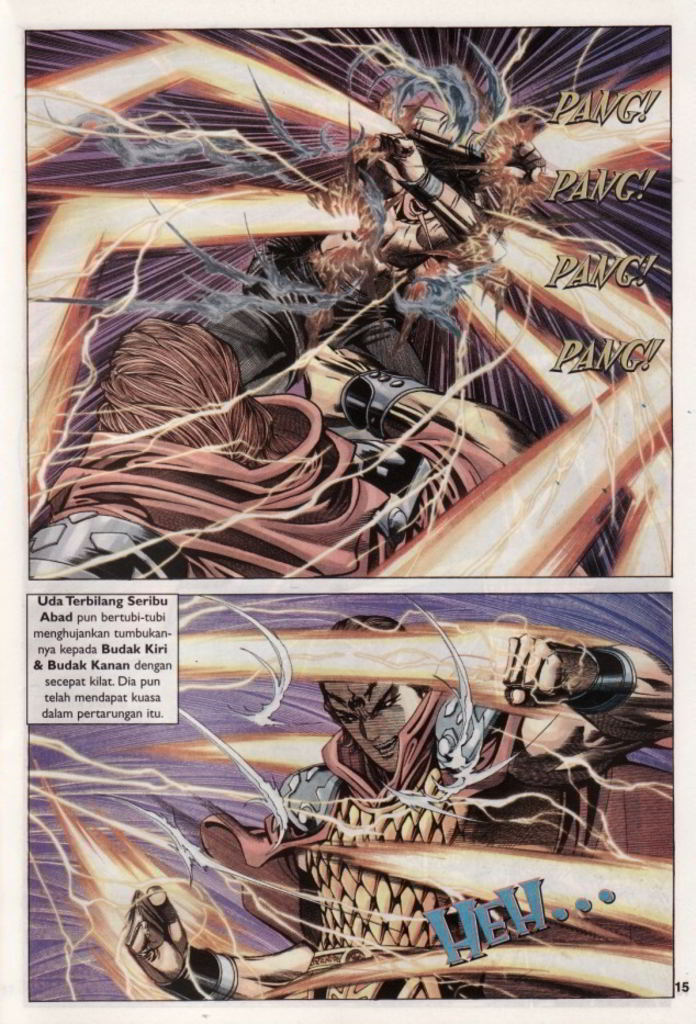 PANG!
PANG!
PANG!
PANG!
Uda Terbilang Seribu
Abad pun bertubi-tubi
menghujankan tumbukan-
nya kepada Budak Kiri
& Budak Kanan dengan
secepat kilat. Dia pun
telah mendapat kuasa
dalam pertarungan itu.
HEH...
15